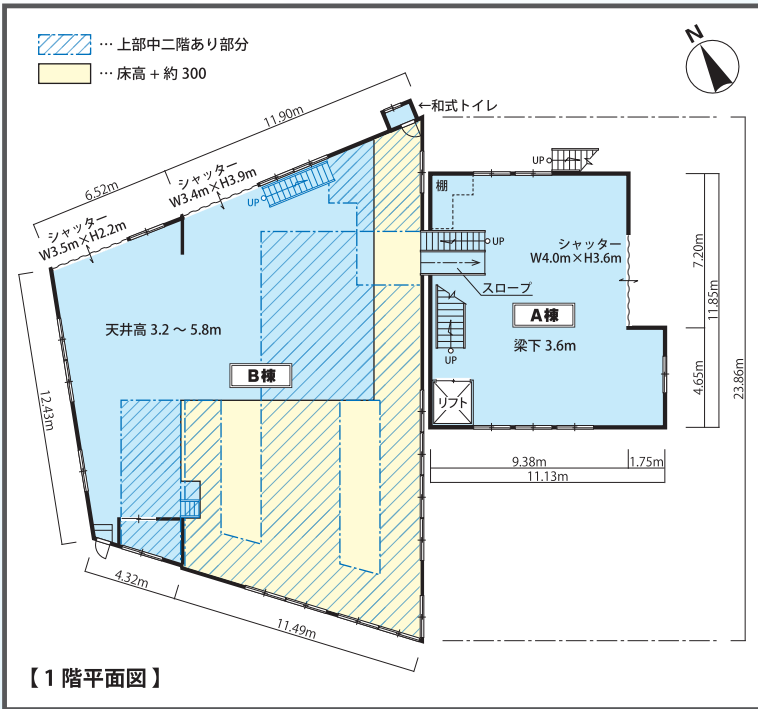 … 上部中二階あり部分
… 床高 + 約 300
N
←和式トイレ
11.90m
6.52m
シャッター
W3.4m×H3.9m
シャッター
W3.5m×H2.2m
UP
UP
棚
UP
シャッター
W4.0m×H3.6m
スロープ
7.20m
11.85m
23.86m
天井高 3.2 ~ 5.8m
A棟
梁下 3.6m
UP
B棟
リフト
4.65m
12.43m
9.38m
1.75m
11.13m
4.32m
11.49m
【1階平面図】